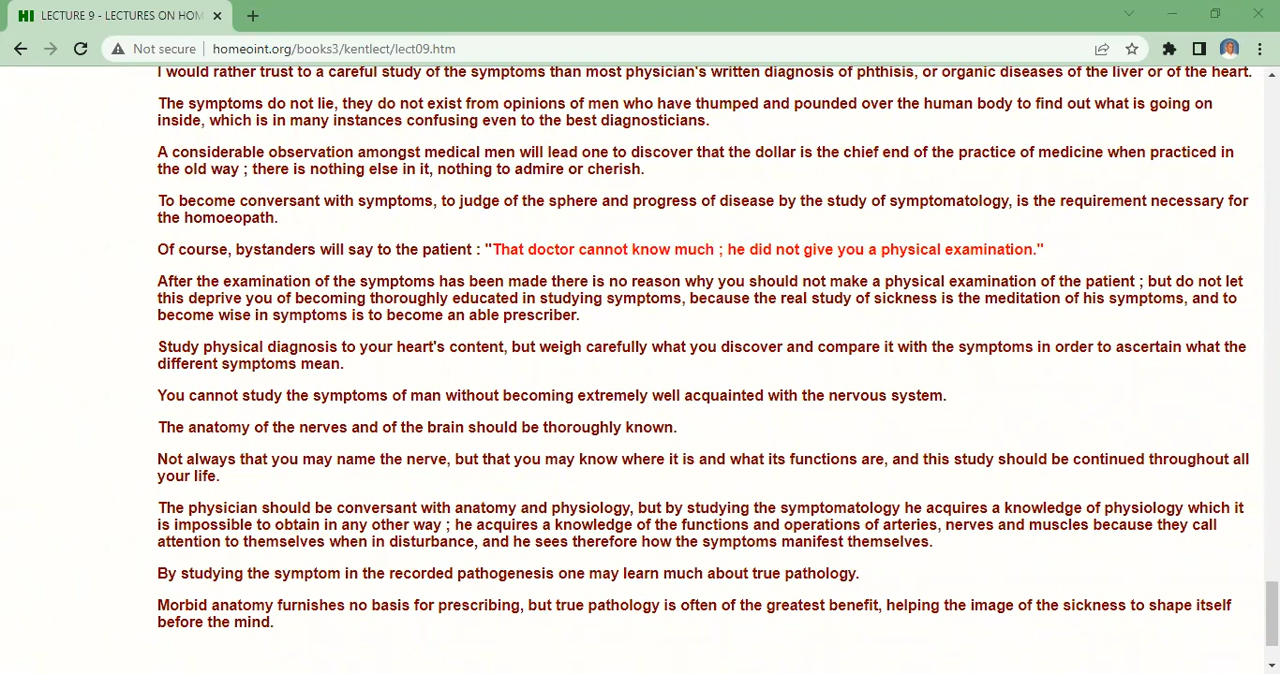 LECTURE 9 - LECTURES ON HOM
Not secure
homeoint.org/books3/kentlect/lect09.htm
I would rather trust to a careful study of the symptoms than most physician's written diagnosis of phthisis, or organic diseases of the liver or of the heart.
The symptoms do not lie, they do not exist from opinions of men who have thumped and pounded over the human body to find out what is going on
inside, which is in many instances confusing even to the best diagnosticians.
A considerable observation amongst medical men will lead one to discover that the dollar is the chief end of the practice of medicine when practiced in
the old way ; there is nothing else in it, nothing to admire or cherish.
To become conversant with symptoms, to judge of the sphere and progress of disease by the study of symptomatology, is the requirement necessary for
the homoeopath.
Of course, bystanders will say to the patient : "That doctor cannot know much ; he did not give you a physical examination."
After the examination of the symptoms has been made there is no reason why you should not make a physical examination of the patient ; but do not let
this deprive you of becoming thoroughly educated in studying symptoms, because the real study of sickness is the meditation of his symptoms, and to
become wise in symptoms is to become an able prescriber.
Study physical diagnosis to your heart's content, but weigh carefully what you discover and compare it with the symptoms in order to ascertain what the
different symptoms mean.
You cannot study the symptoms of man without becoming extremely well acquainted with the nervous system.
The anatomy of the nerves and of the brain should be thoroughly known.
Not always that you may name the nerve, but that you may know where it is and what its functions are, and this study should be continued throughout all
your life.
The physician should be conversant with anatomy and physiology, but by studying the symptomatology he acquires a knowledge of physiology which it
is impossible to obtain in any other way ; he acquires a knowledge of the functions and operations of arteries, nerves and muscles because they call
attention to themselves when in disturbance, and he sees therefore how the symptoms manifest themselves.
By studying the symptom in the recorded pathogenesis one may learn much about true pathology.
Morbid anatomy furnishes no basis for prescribing, but true pathology is often of the greatest benefit, helping the image of the sickness to shape itself
before the mind.